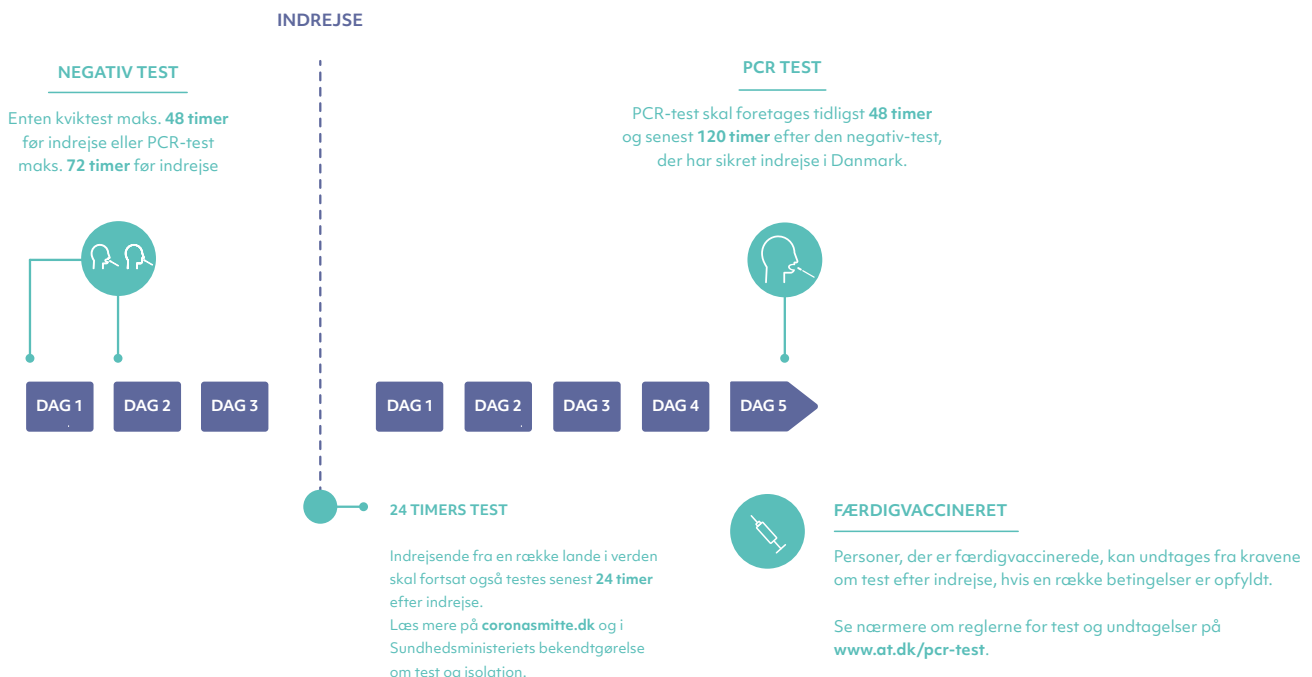 INDREJSE
NEGATIV TEST
Enten kviktest maks. 48 timer
før indrejse eller PCR-test
maks. 72 timer før indrejse
PCR TEST
PCR-test skal foretages tidligst 48 timer
og senest 120 timer efter den negativ-test,
der har sikret indrejse i Danmark.
DAG 1
DAG 2
DAG 3
DAG 1
DAG 2
DAG 3
DAG 4
DAG 5
24 TIMERS TEST
Indrejsende fra en række lande i verden
skal fortsat også testes senest 24 timer
efter indrejse.
Læs mere på coronasmitte.dk og i
Sundhedsministeriets bekendtgørelse
om test og isolation.
FÆRDIGVACCINERET
Personer, der er færdigvaccinerede, kan undtages fra kravene
om test efter indrejse, hvis en række betingelser er opfyldt.
Se nærmere om reglerne for test og undtagelser på
www.at.dk/pcr-test.